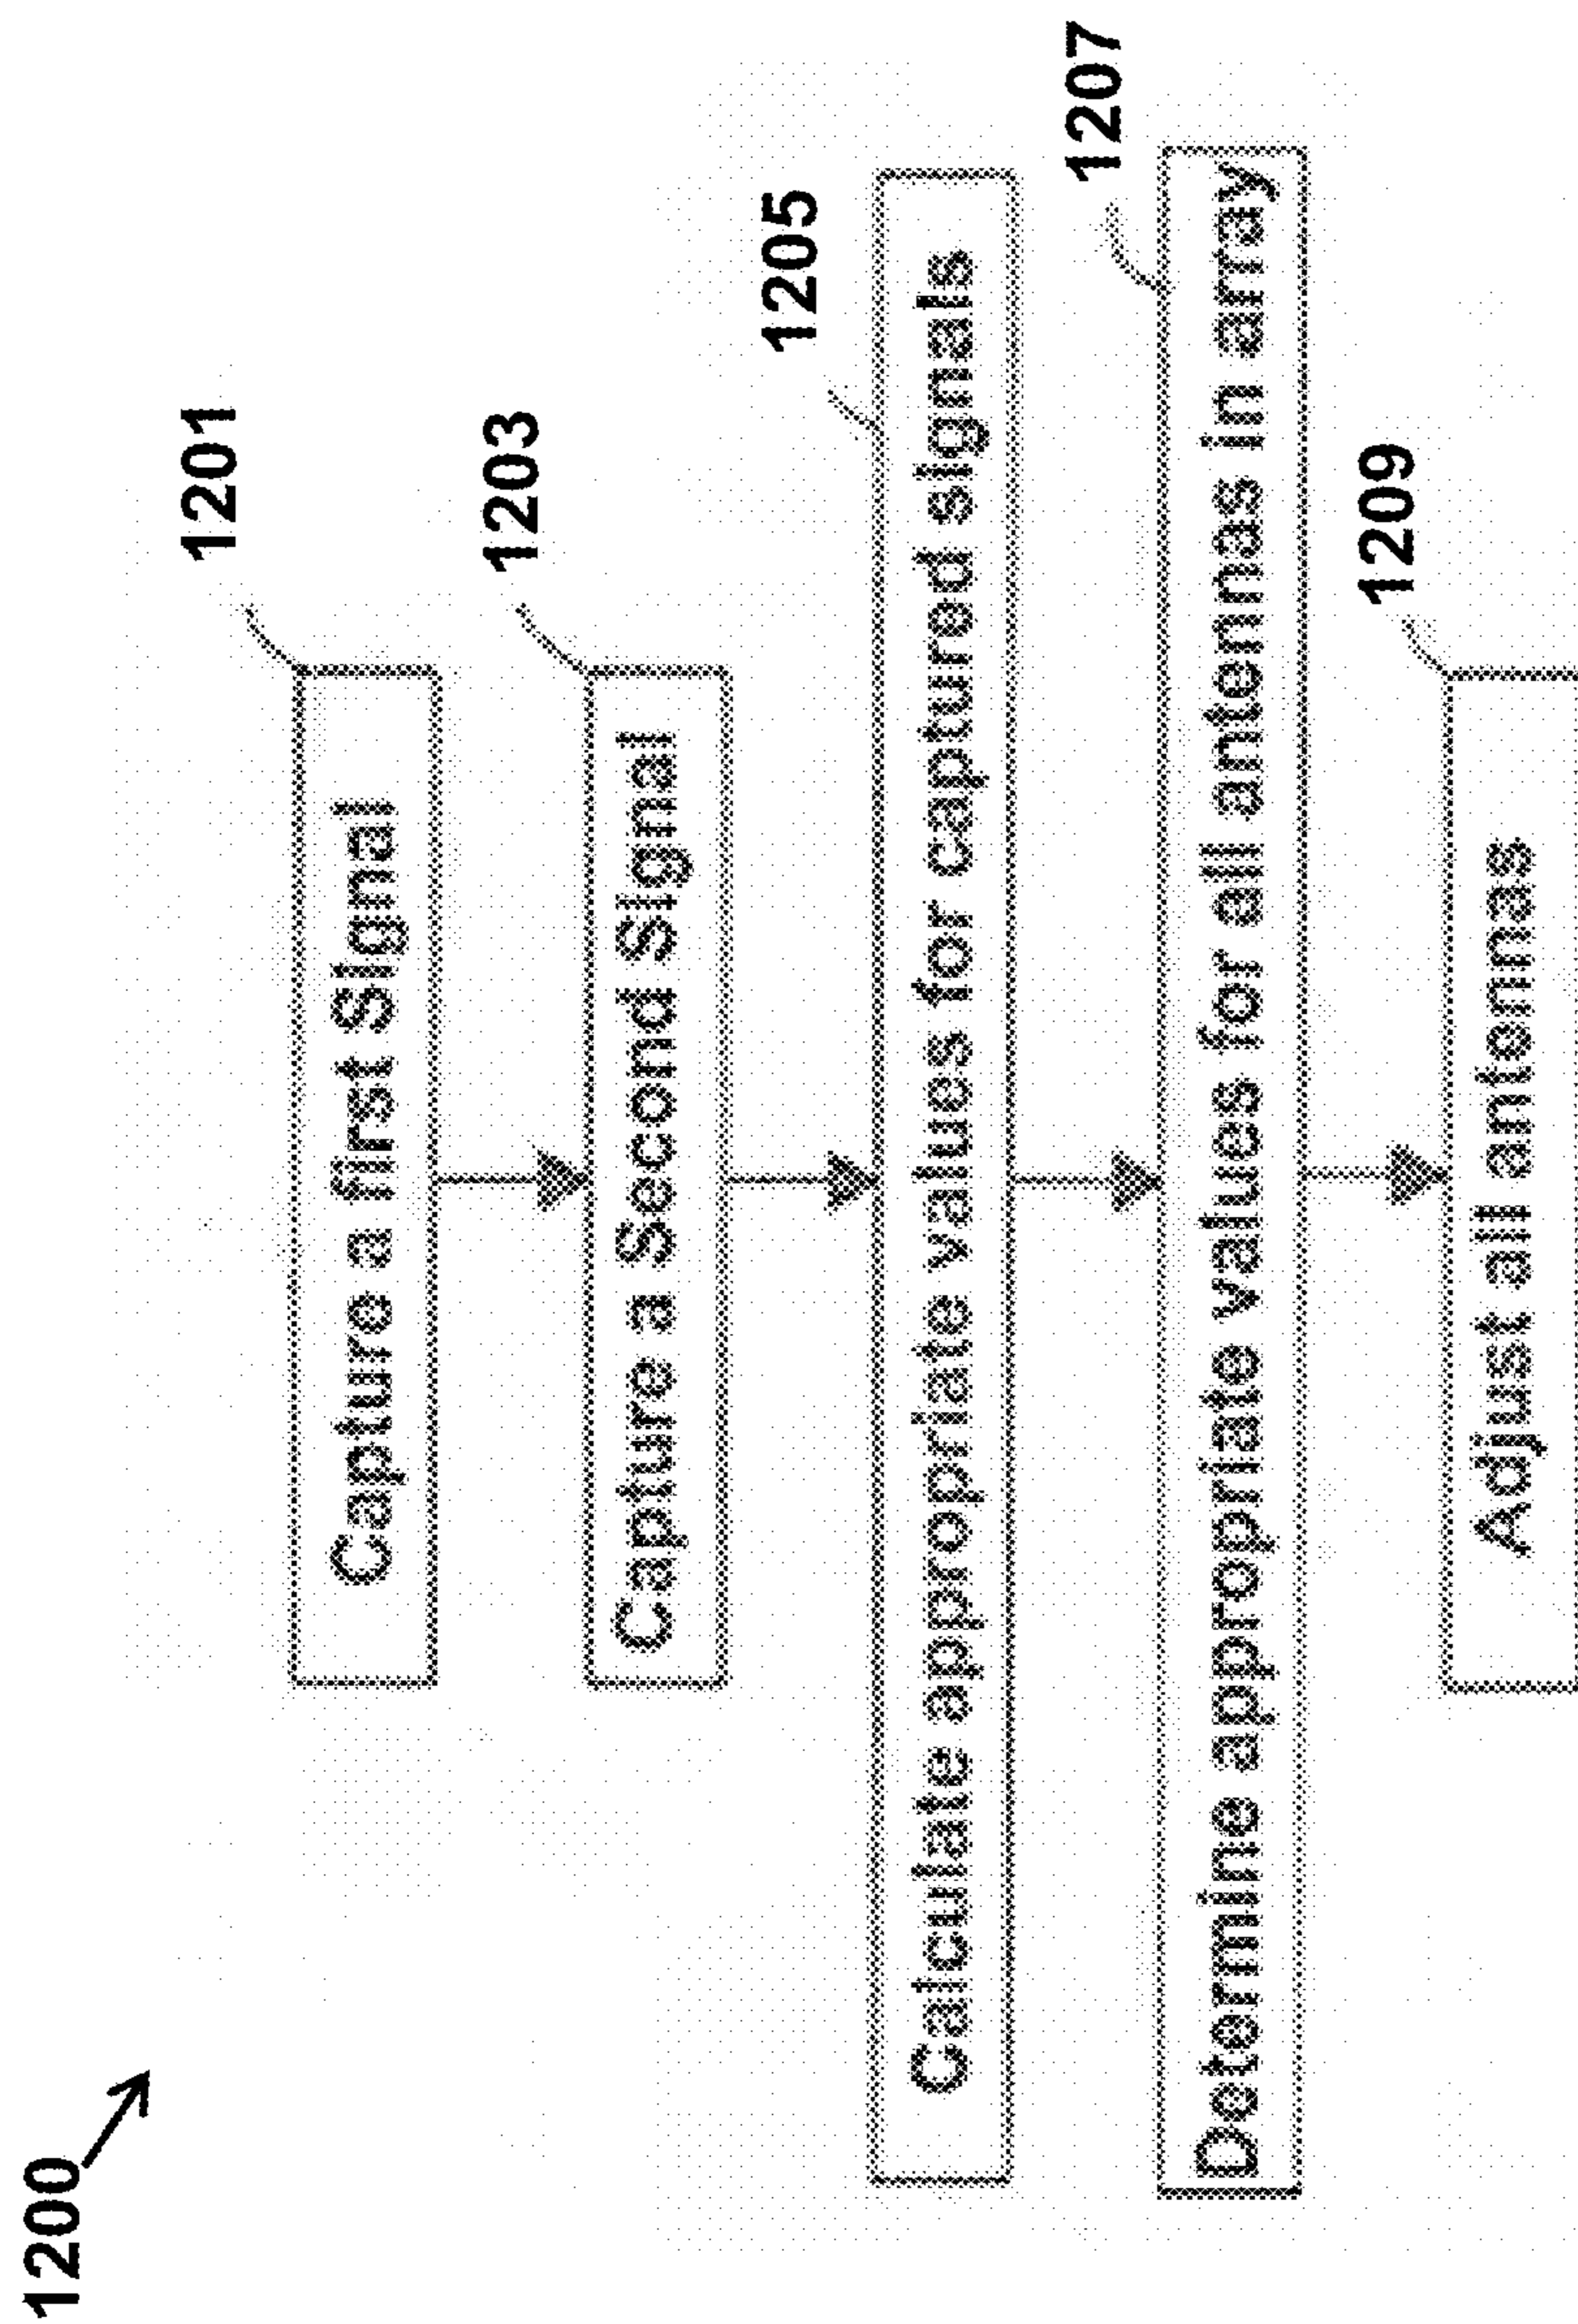 1200
1201
Capture a first Signal
1203
Capture a Second Signal
1205
Calculate appropriate values for captured signals
1207
Determine appropriate values for all antennas in array
1209
Adjust all antennas